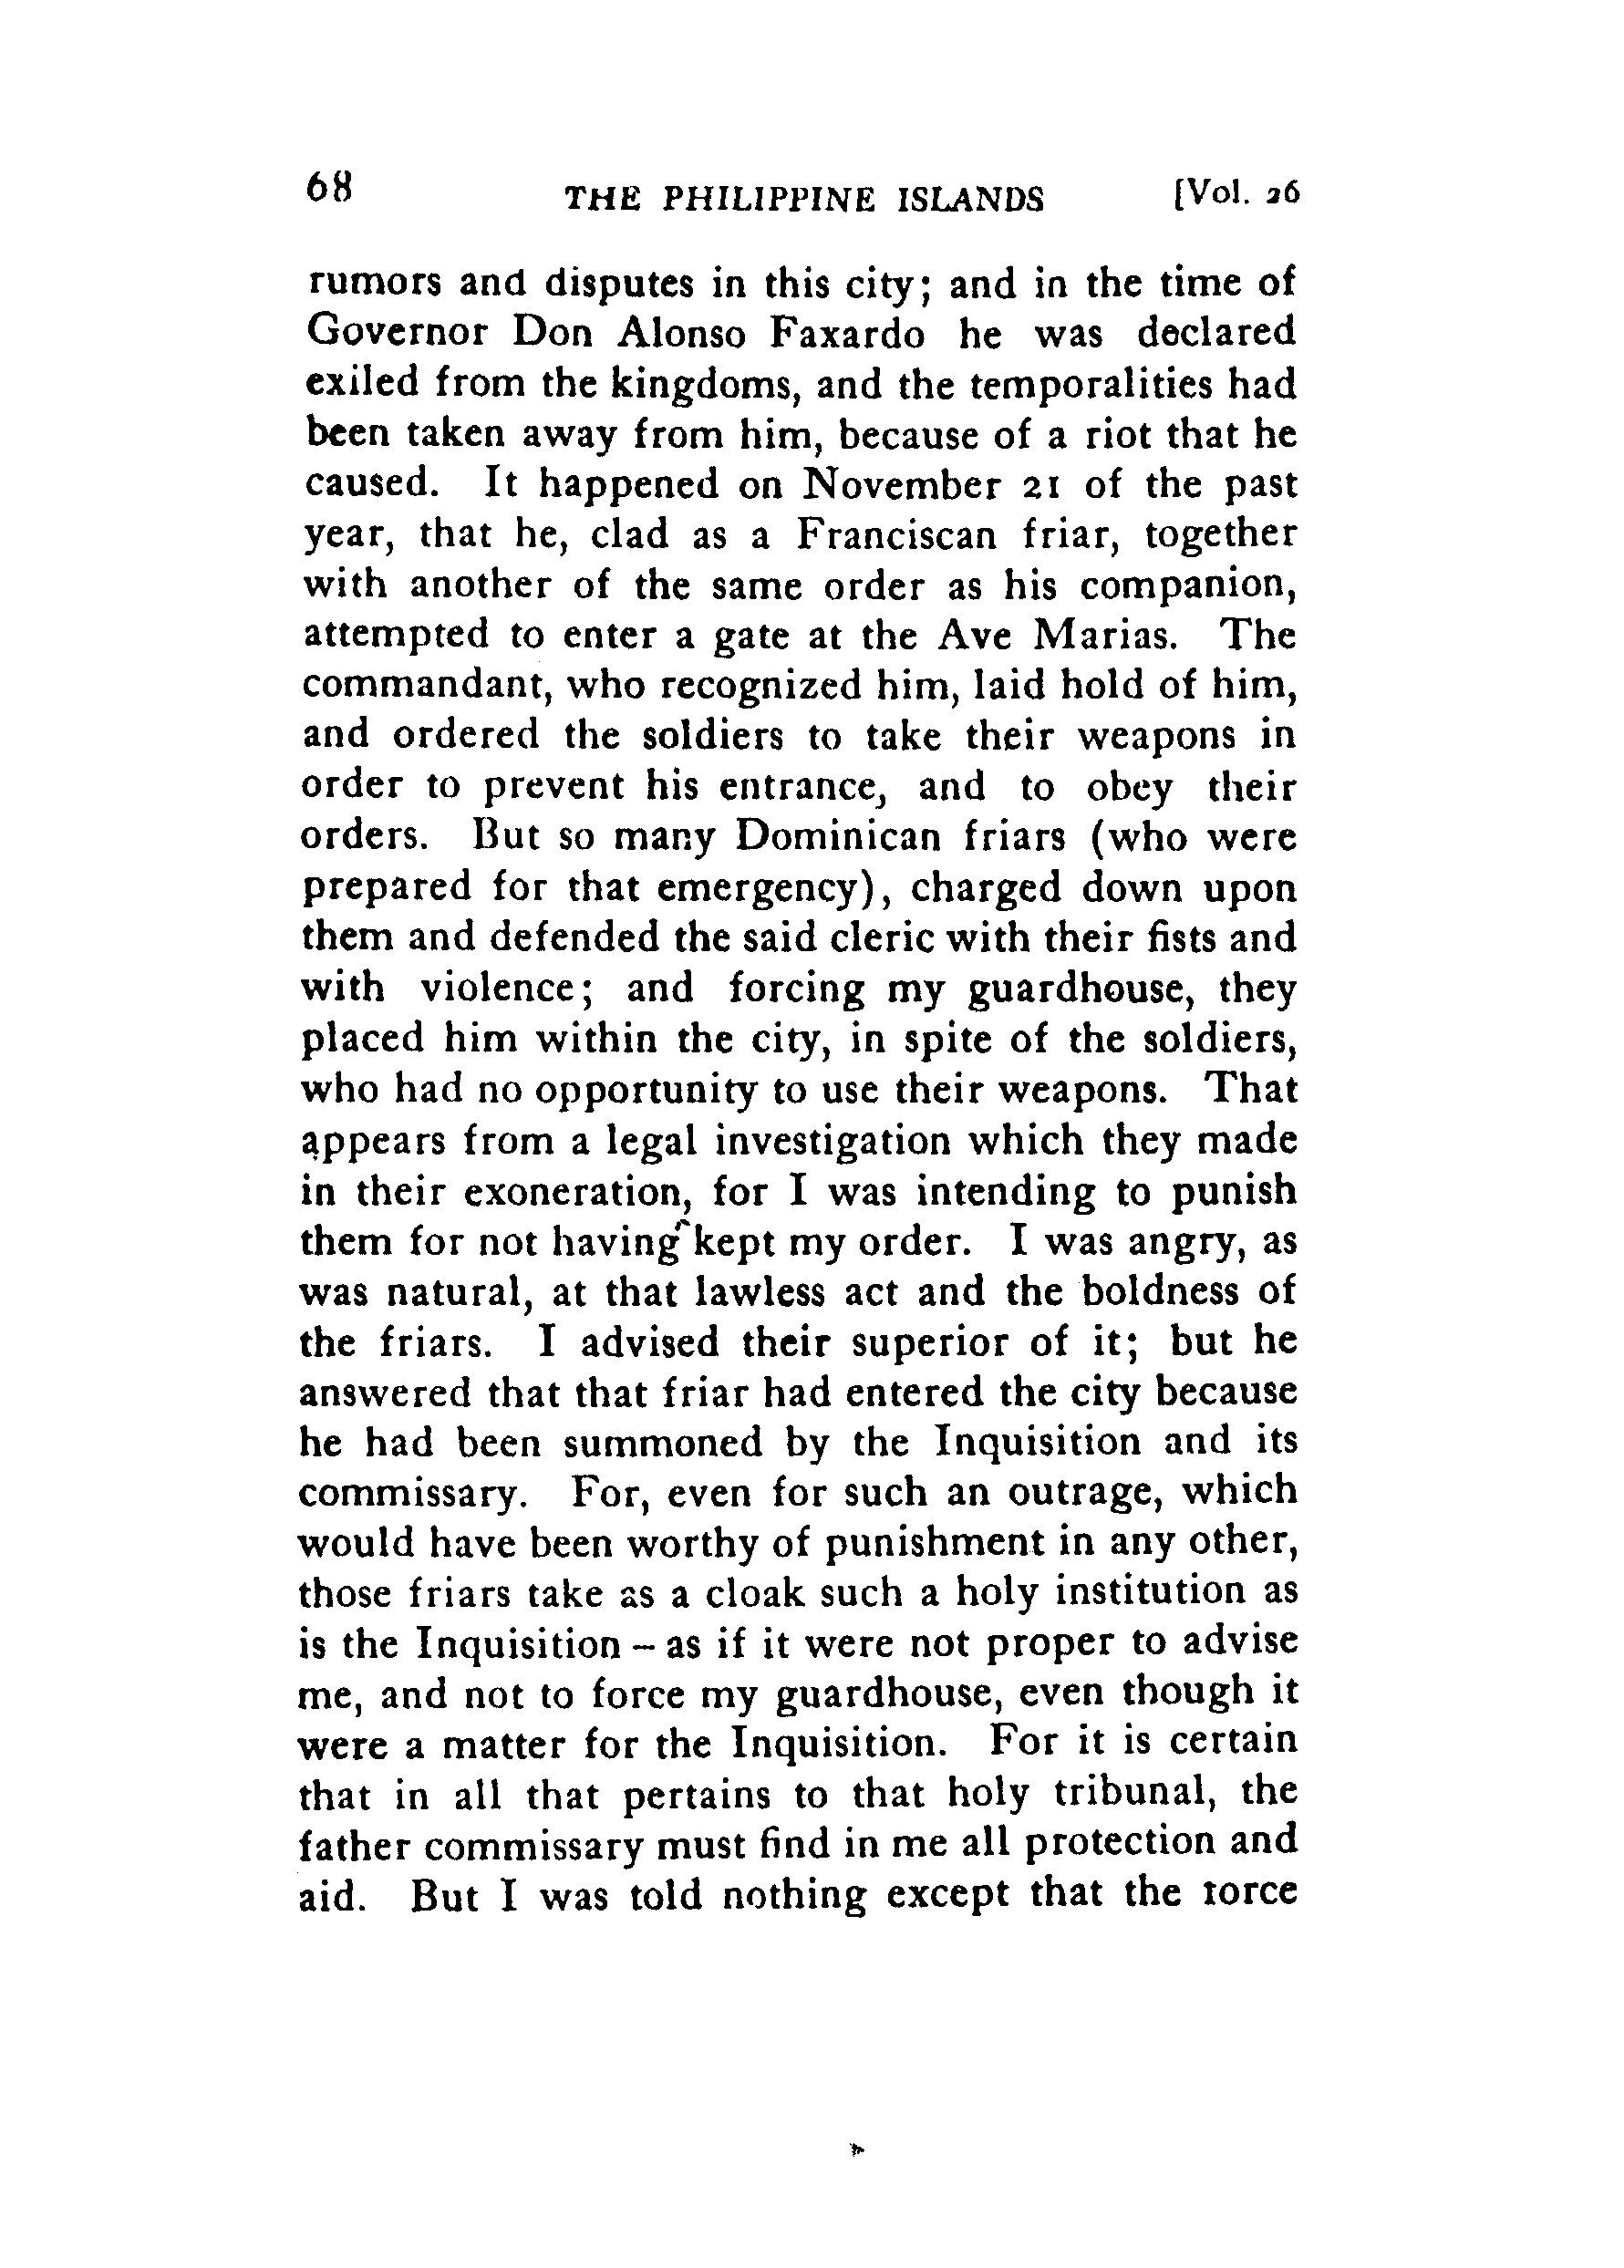 68 THE PHILIPPINE ISLANDS [Vol. 26
rumors and disputes in this city; and in the time of
Governor Don Alonso Faxardo he was declared
exiled from the kingdoms, and the temporalities had
been taken away from him, because of a riot that he
caused. It happened on November 21 of the past
year, that he, clad as a Franciscan friar, together
with another of the same order as his companion,
attempted to enter a gate at the Ave Marias. The
commandant, who recognized him, laid hold of him,
and ordered the soldiers to take their weapons in
order to prevent his entrance, and to obey their
orders. But so many Dominican friars (who were
prepared for that emergency), charged down upon
them and defended the said cleric with their fists and
with violence; and forcing my guardhouse, they
placed him within the city, in spite of the soldiers,
who had no opportunity to use their weapons. That
appears from a legal investigation which they made
in their exoneration, for I was intending to punish
them for not having kept my order. I was angry, as
was natural, at that lawless act and the boldness of
the friars. I advised their superior of it; but he
answered that that friar had entered the city because
he had been summoned by the Inquisition and its
commissary. For, even for such an outrage, which
would have been worthy of punishment in any other,
those friars take as a cloak such a holy institution as
is the Inquisition – as if it were not proper to advise
me, and not to force my guardhouse, even though it
were a matter for the Inquisition. For it is certain
that in all that pertains to that holy tribunal, the
father commissary must find in me all protection and
aid. But I was told nothing except that the force